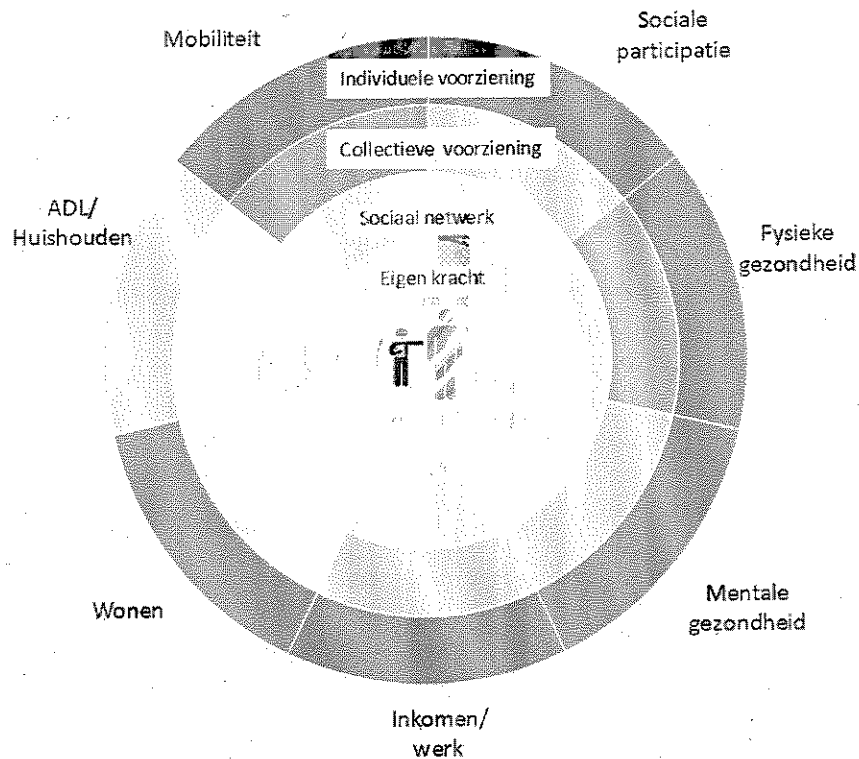 Mobiliteit
Sociale
participatie
Individuele voorziening
Collectieve voorziening
ADL/
Huishouden
Sociaal netwerk
Fysieke
gezondheid
Eigen kracht
Wonen
Mentale
gezondheid
Inkomen/
werk